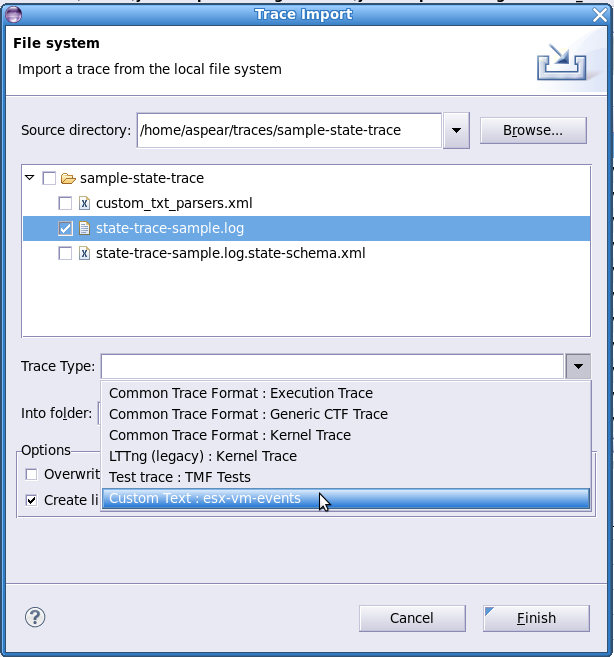 Trace Import
File system
Import a trace from the local file system
Source directory: /home/aspear/traces/sample-state-trace Browse...
sample-state-trace
custom_txt_parsers.xml
state-trace-sample.log
state-trace-sample.log.state-schema.xml
Trace Type:
Common Trace Format : Execution Trace
Common Trace Format : Generic CTF Trace
Into folder:
Common Trace Format : Kernel Trace
Options
LTTng (legacy) : Kernel Trace
Overwrit
Test trace : TMF Tests
Create li
Custom Text : esx-vm-events
? Cancel Finish